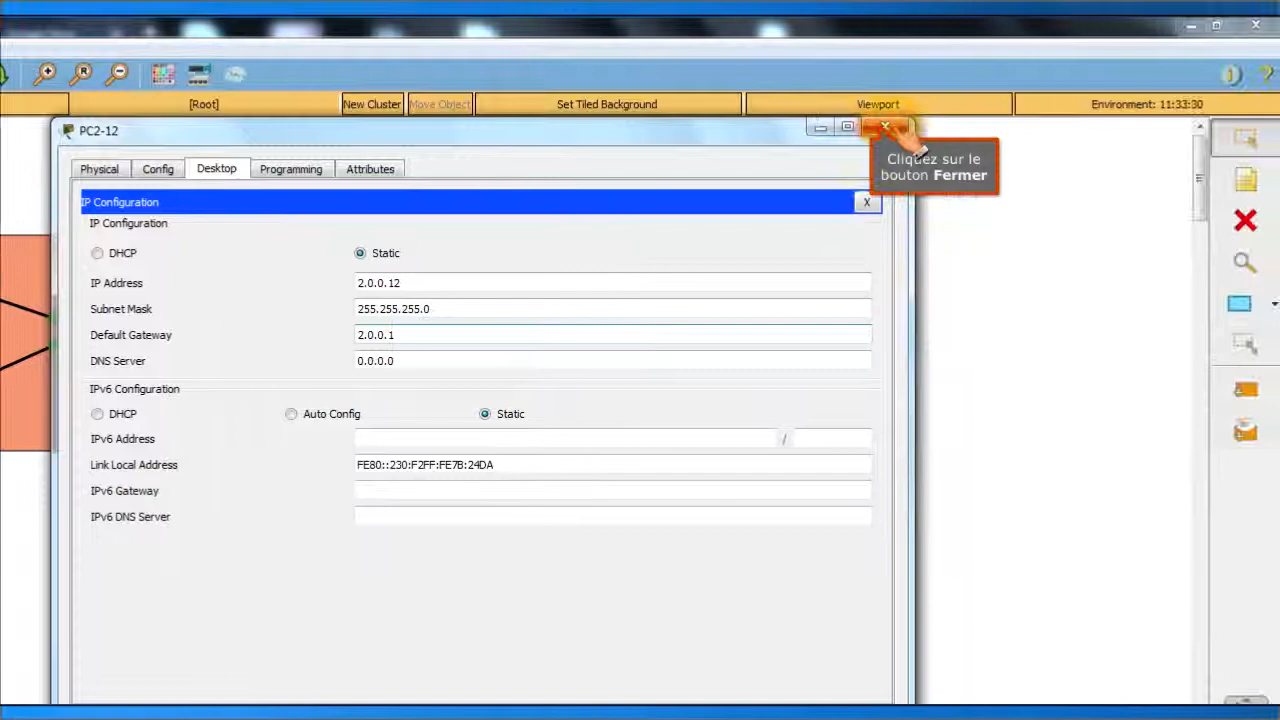 [Root]
New Cluster
Move Object
Set Tiled Background
Viewport
Environment: 11:33:30
PC2-12
Cliquez sur le
bouton Fermer
Physical
Config
Desktop
Programming
Attributes
IP Configuration
X
IP Configuration
DHCP
Static
IP Address
2.0.0.12
Subnet Mask
255.255.255.0
Default Gateway
2.0.0.1
DNS Server
0.0.0.0
IPv6 Configuration
DHCP
Auto Config
Static
IPv6 Address
/
Link Local Address
FE80::230:F2FF:FE7B:24DA
IPv6 Gateway
IPv6 DNS Server